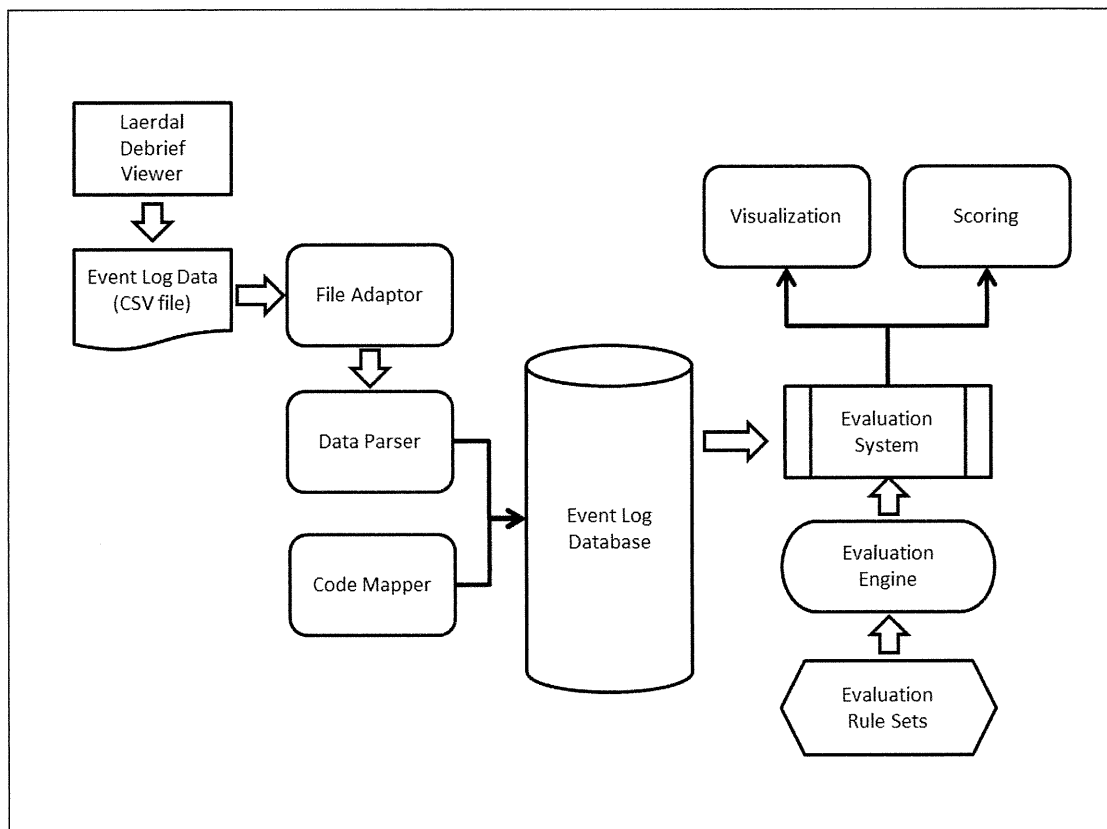 Laerdal
Debrief
Viewer
Event Log Data
(CSV file)
File Adaptor
Data Parser
Code Mapper
Event Log
Database
Visualization
Scoring
Evaluation
System
Evaluation
Engine
Evaluation
Rule Sets